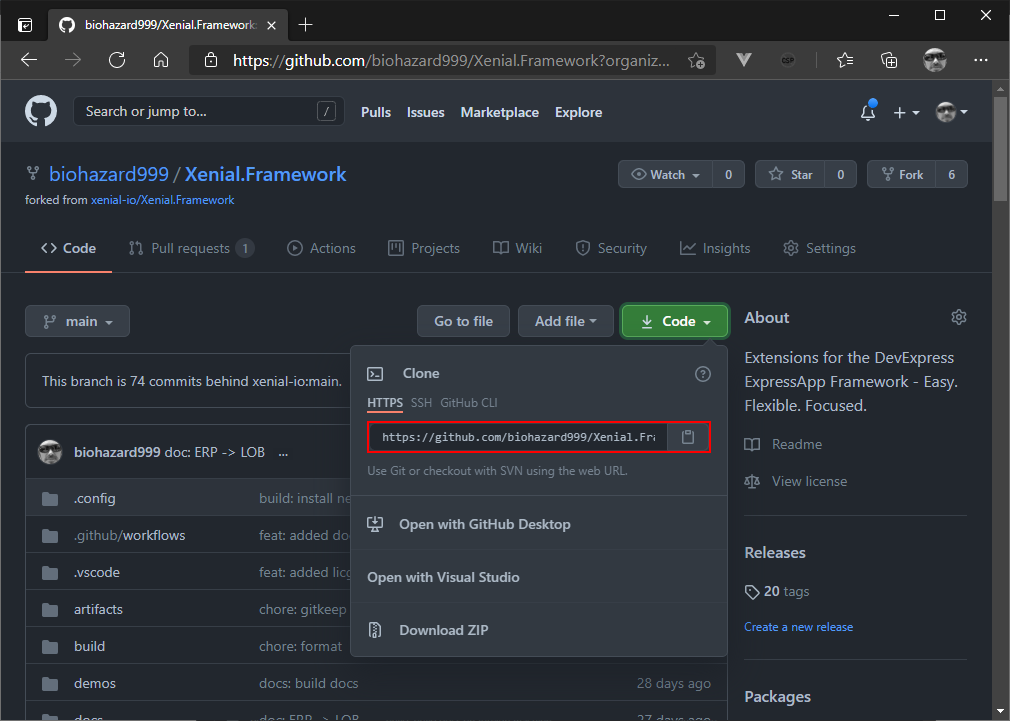 biohazard999/Xenial.Framework:
https://github.com/biohazard999/Xenial.Framework?organiz...
CSP
Search or jump to... /
Pulls Issues Marketplace Explore
biohazard999 / Xenial.Framework
Watch 0 Star 0 Fork 6
forked from xenial-io/Xenial.Framework
Code Pull requests 1 Actions Projects Wiki Security Insights Settings
main Go to file Add file Code
This branch is 74 commits behind xenial-io:main.
biohazard999 doc: ERP -> LOB ...
.config build: install ne
.github/workflows feat: added do
.vscode feat: added lic
artifacts chore: gitkeep
build chore: format
demos docs: build docs 28 days ago
docs doc: ERP -> LOB 27 days ago
Clone
HTTPS SSH GitHub CLI
https://github.com/biohazard999/Xenial.Fra
Use Git or checkout with SVN using the web URL.
Open with GitHub Desktop
Open with Visual Studio
Download ZIP
About
Extensions for the DevExpress
ExpressApp Framework - Easy.
Flexible. Focused.
Readme
View license
Releases
20 tags
Create a new release
Packages